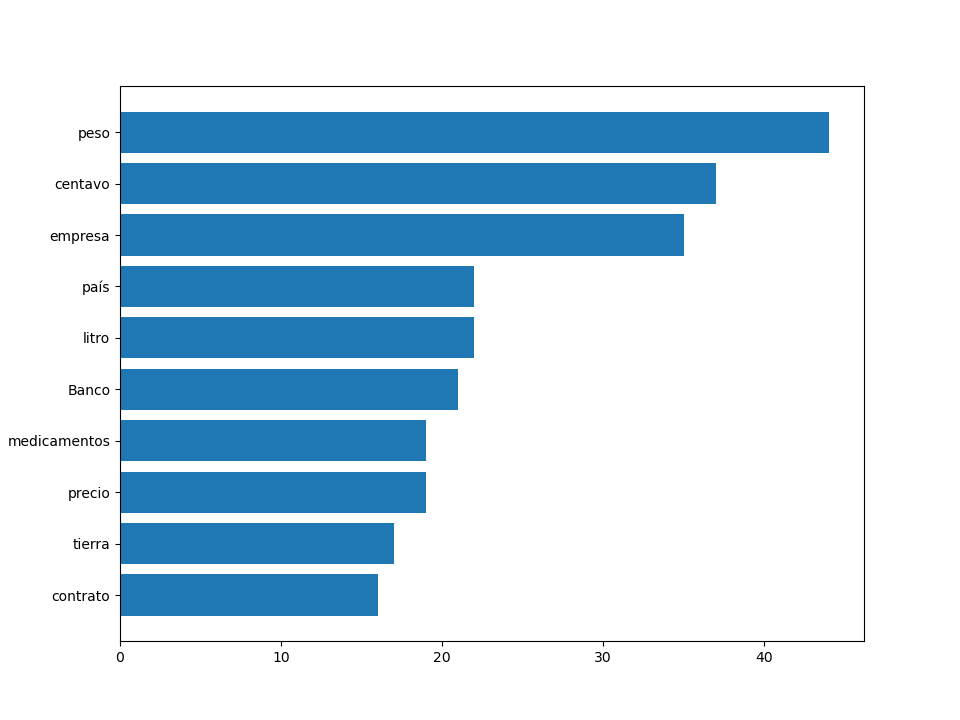 peso
centavo
empresa
país
litro
Banco
medicamentos
precio
tierra
contrato
0 10 20 30 40